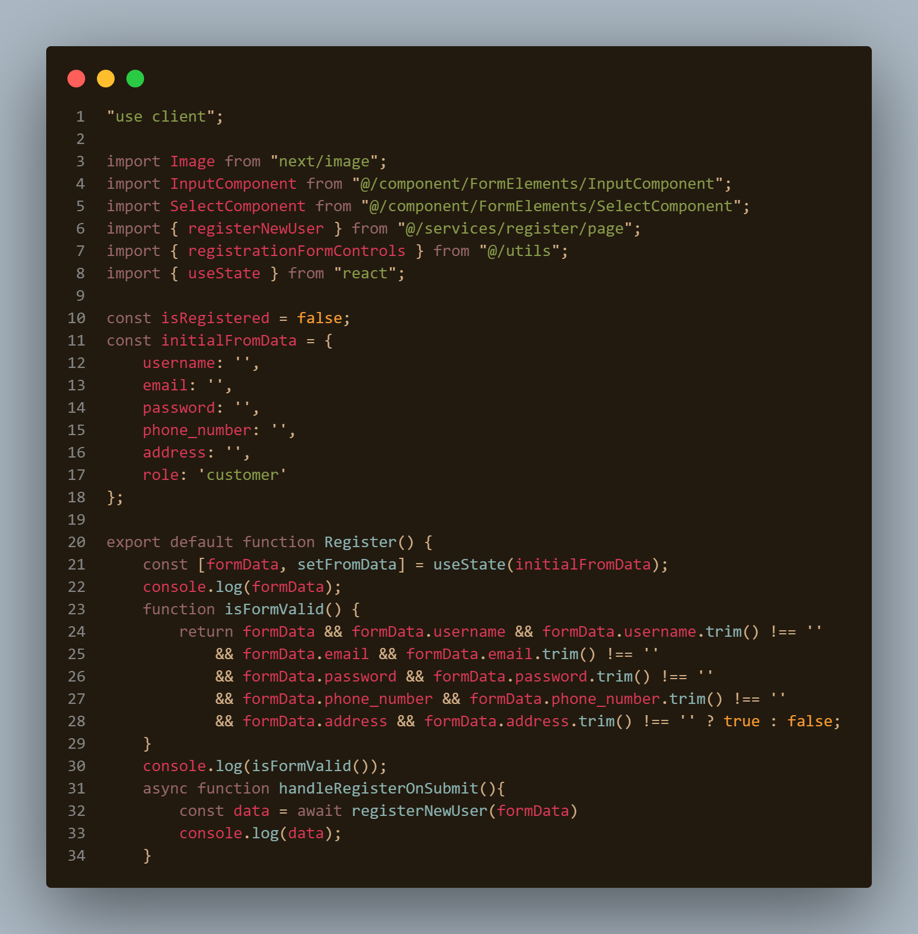 1 "use client";
2
3 import Image from "next/image";
4 import InputComponent from "@/component/FormElements/InputComponent";
5 import SelectComponent from "@/component/FormElements/SelectComponent";
6 import { registerNewUser } from "@/services/register/page";
7 import { registrationFormControls } from "@/utils";
8 import { useState } from "react";
9
10 const isRegistered = false;
11 const initialFromData = {
12     username: '',
13     email: '',
14     password: '',
15     phone_number: '',
16     address: '',
17     role: 'customer'
18 };
19
20 export default function Register() {
21     const [formData, setFromData] = useState(initialFromData);
22     console.log(formData);
23     function isFormValid() {
24         return formData && formData.username && formData.username.trim() !== ''
25             && formData.email && formData.email.trim() !== ''
26             && formData.password && formData.password.trim() !== ''
27             && formData.phone_number && formData.phone_number.trim() !== ''
28             && formData.address && formData.address.trim() !== '' ? true : false;
29     }
30     console.log(isFormValid());
31     async function handleRegisterOnSubmit(){
32         const data = await registerNewUser(formData)
33         console.log(data);
34     }